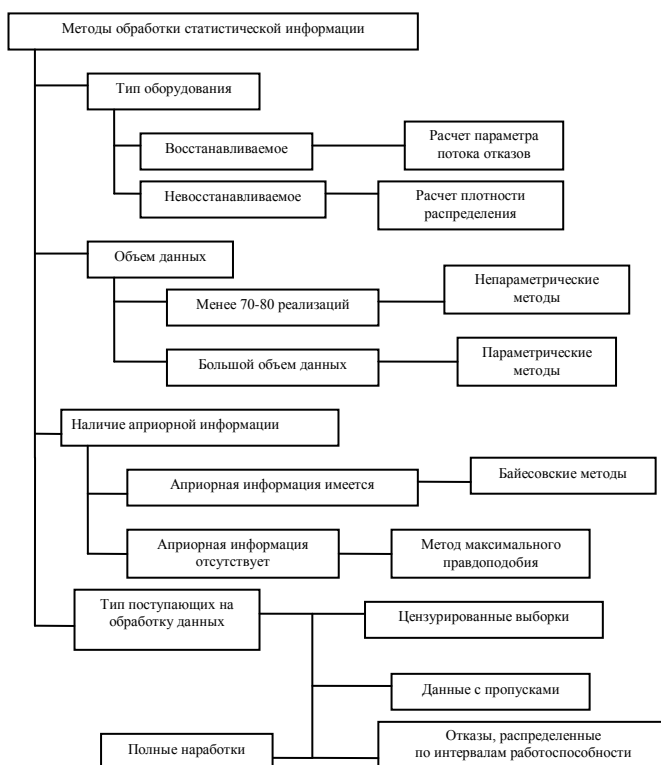 Методы обработки статистической информации
Тип оборудования
Восстанавливаемое
Расчет параметра
потока отказов
Невосстанавливаемое
Расчет плотности
распределения
Объем данных
Менее 70-80 реализаций
Непараметрические
методы
Большой объем данных
Параметрические
методы
Наличие априорной информации
Априорная информация имеется
Байесовские методы
Априорная информация
отсутствует
Метод максимального
правдоподобия
Тип поступающих на
обработку данных
Цензурированные выборки
Данные с пропусками
Полные наработки
Отказы, распределенные
по интервалам работоспособности